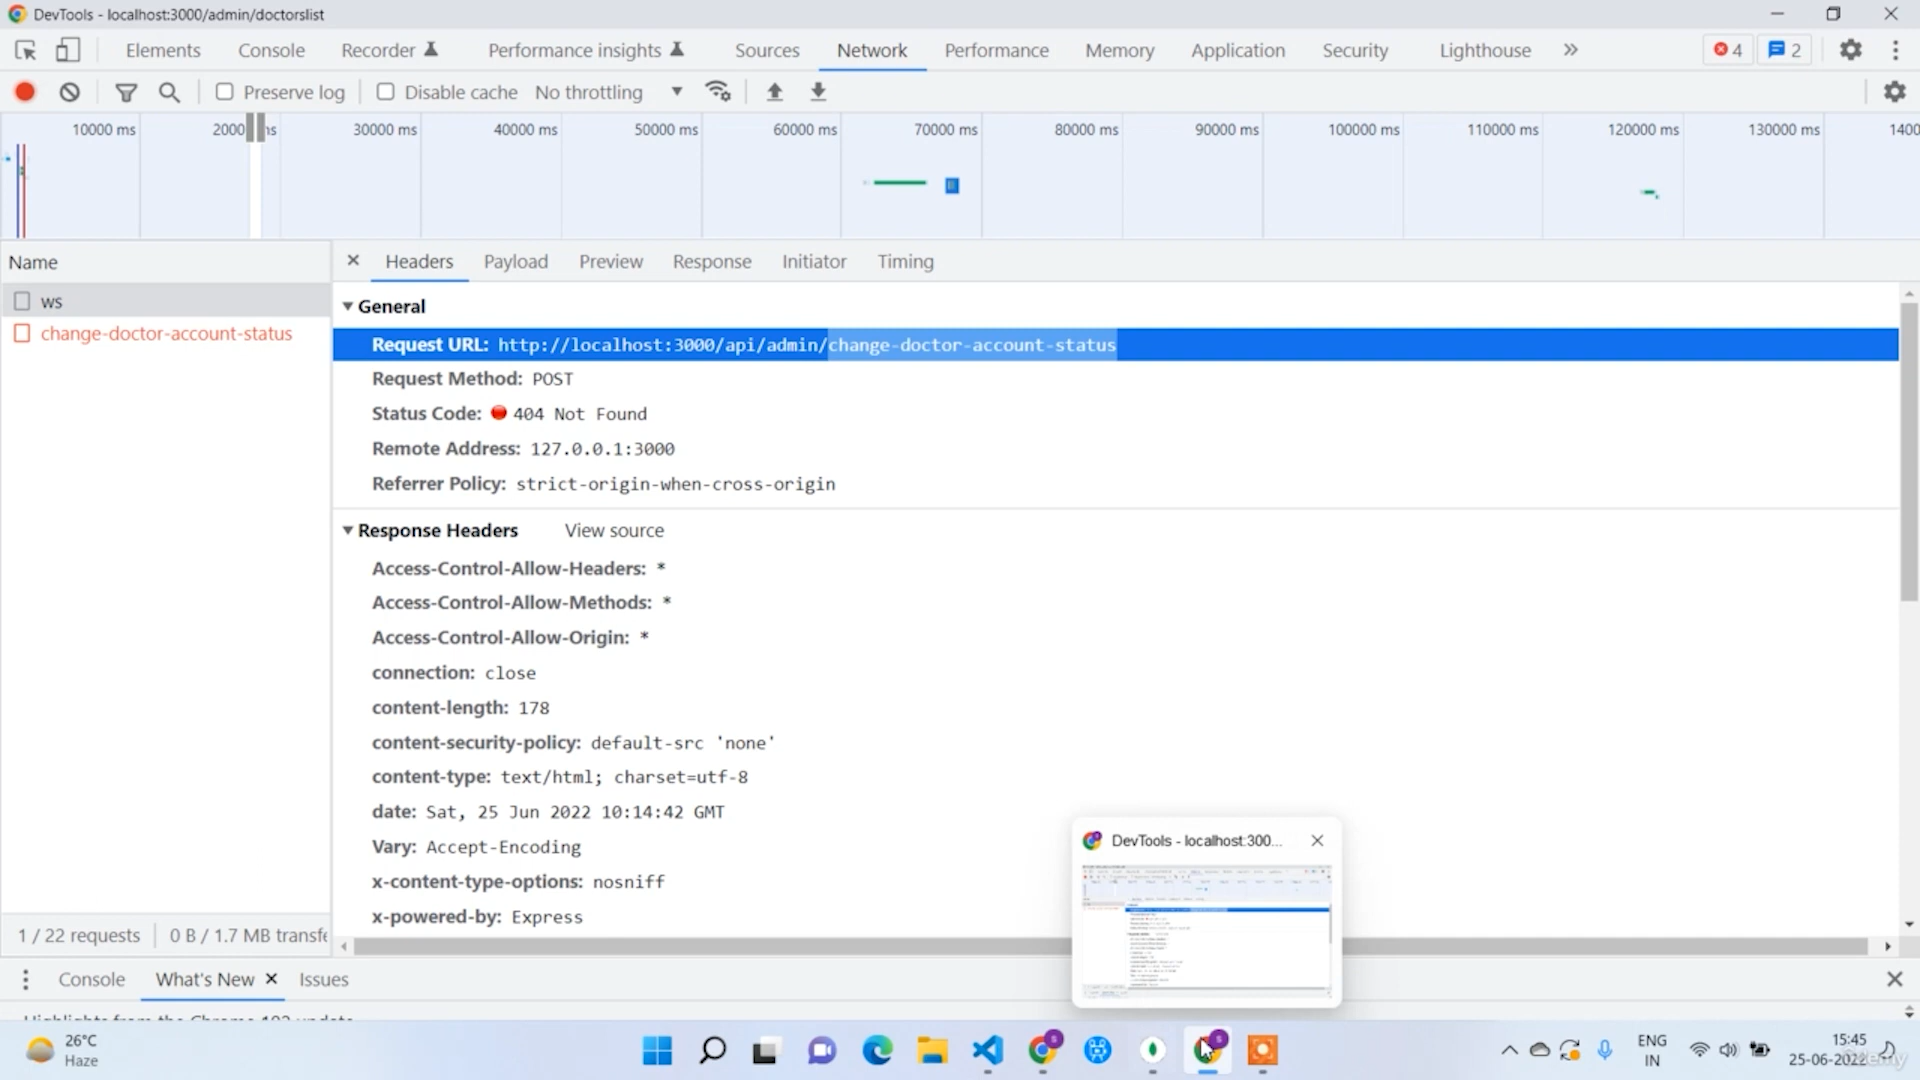 DevTools - localhost:3000/admin/doctorslist
Elements Console Recorder Performance insights Sources Network Performance Memory Application Security Lighthouse 4 2
Preserve log Disable cache No throttling
10000 ms 2000 ns 30000 ms 40000 ms 50000 ms 60000 ms 70000 ms 80000 ms 90000 ms 100000 ms 110000 ms 120000 ms 130000 ms 1400
Name Headers Payload Preview Response Initiator Timing
ws
change-doctor-account-status
General
Request URL: http://localhost:3000/api/admin/change-doctor-account-status
Request Method: POST
Status Code: 404 Not Found
Remote Address: 127.0.0.1:3000
Referrer Policy: strict-origin-when-cross-origin
Response Headers View source
Access-Control-Allow-Headers: *
Access-Control-Allow-Methods: *
Access-Control-Allow-Origin: *
connection: close
content-length: 178
content-security-policy: default-src 'none'
content-type: text/html; charset=utf-8
date: Sat, 25 Jun 2022 10:14:42 GMT
Vary: Accept-Encoding
x-content-type-options: nosniff
x-powered-by: Express
DevTools - localhost:300...
1 / 22 requests 0 B / 1.7 MB transfe
Console What's New Issues
Highlights from the Chrome 102 update
26°C
Haze
ENG
IN
15:45
25-06-2022